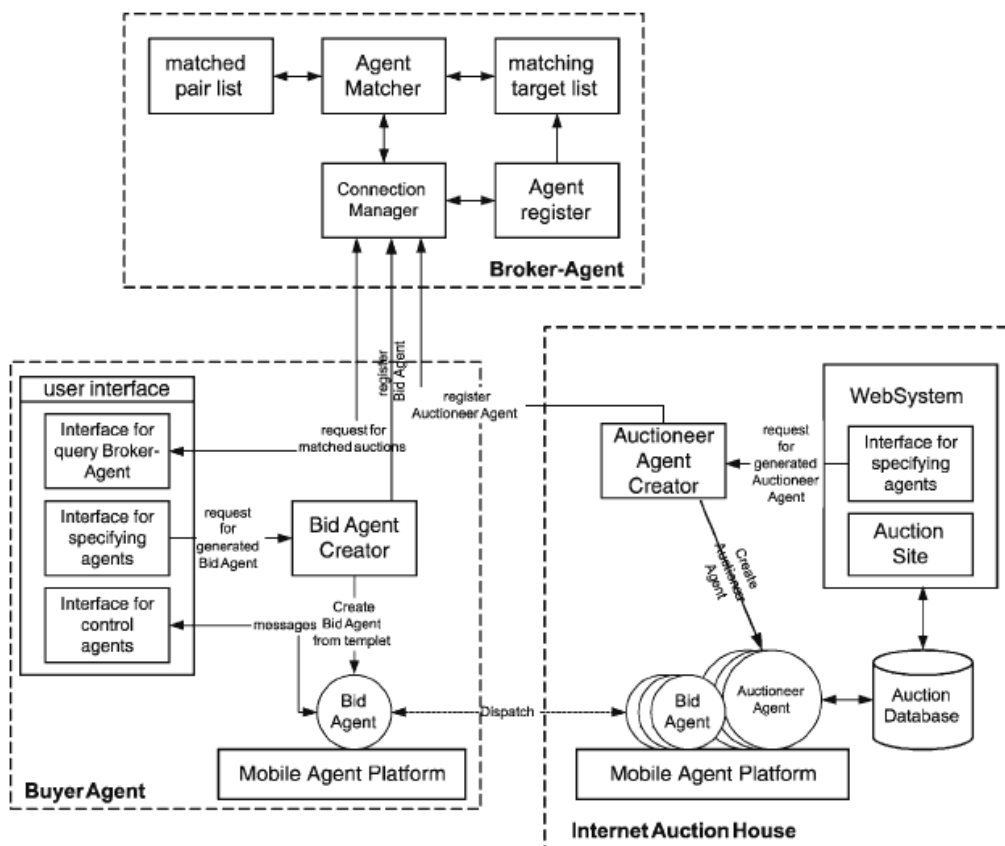 matched
pair list
Agent
Matcher
matching
target list
Connection
Manager
Agent
register
Broker-Agent
user interface
Interface for
query Broker-
Agent
Interface for
specifying
agents
Interface for
control
agents
request for
matched suctions
register
Bid Agent
register
Auctioneer Agent
request
for
generated
Bid Agent
Bid Agent
Creator
Create
Bid Agent
from templet
messages
Bid
Agent
Mobile Agent Platform
Buyer Agent
Dispatch
Auctioneer
Agent
Creator
request
for
generated
Auctioneer
Agent
WebSystem
Interface for
specifying
agents
Auction
Site
Create
Auctioneer
Agent
Bid
Agent
Auctioneer
Agent
Auction
Database
Mobile Agent Platform
Internet Auction House